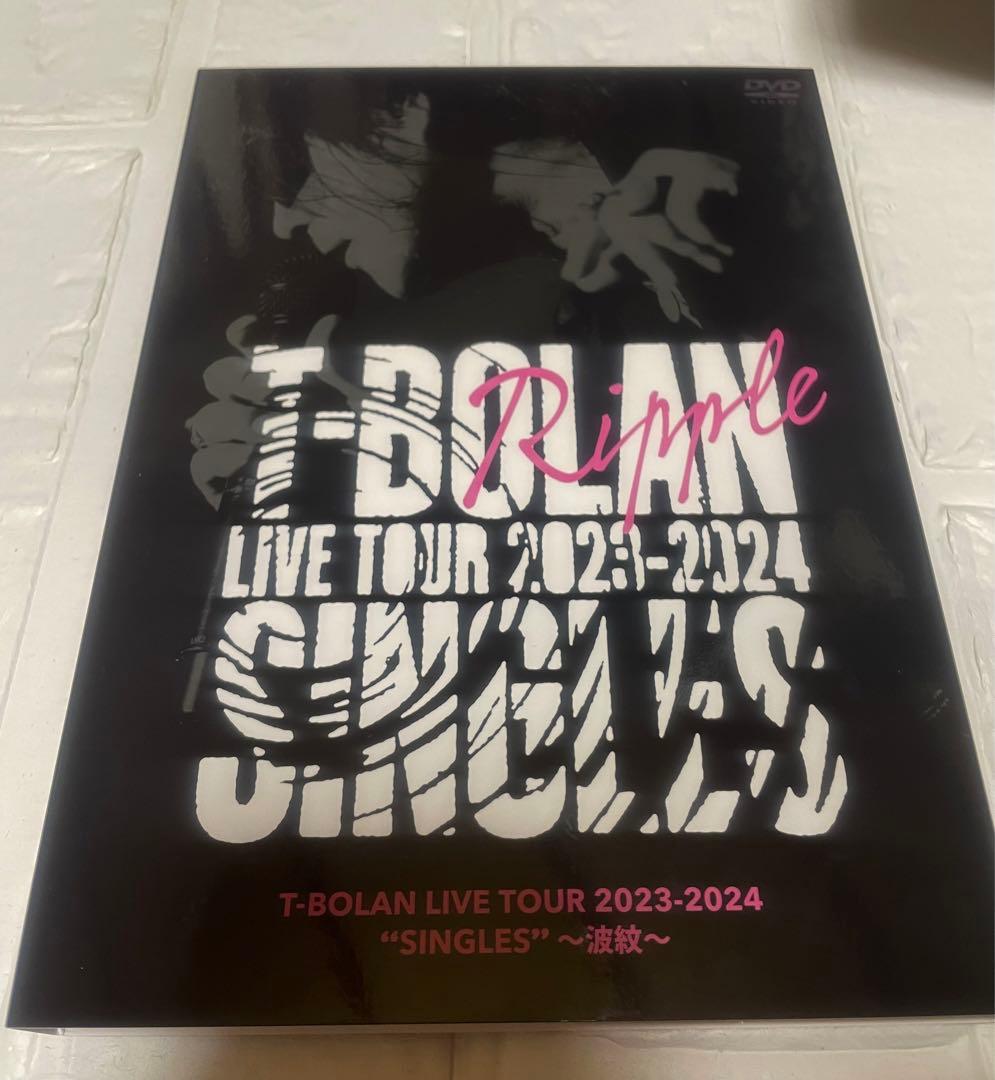 DVD
VIDEO
T-BOLAN
Ripple
LIVE TOUR 2023-2024
SINGLES
T-BOLAN LIVE TOUR 2023-2024
“SINGLES” ～波紋～